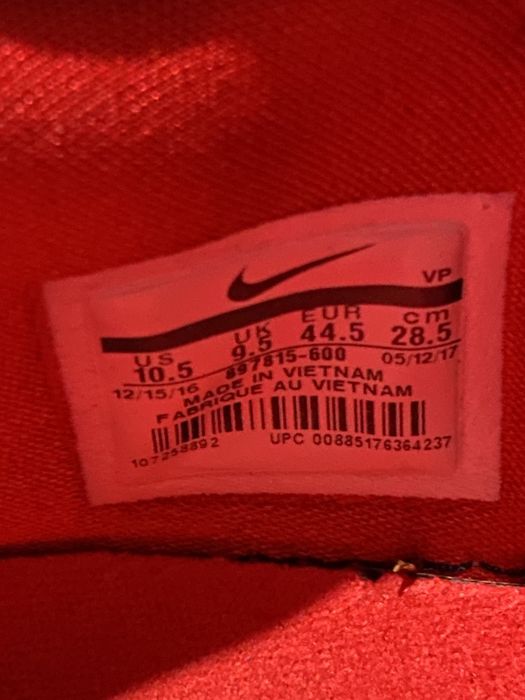 VP
US UK EUR cm
10.5 9.5 44.5 28.5
12/15/16 897815-600 05/12/17
MADE IN VIETNAM
FABRIQUE AU VIETNAM
107258892 UPC 00885176364237